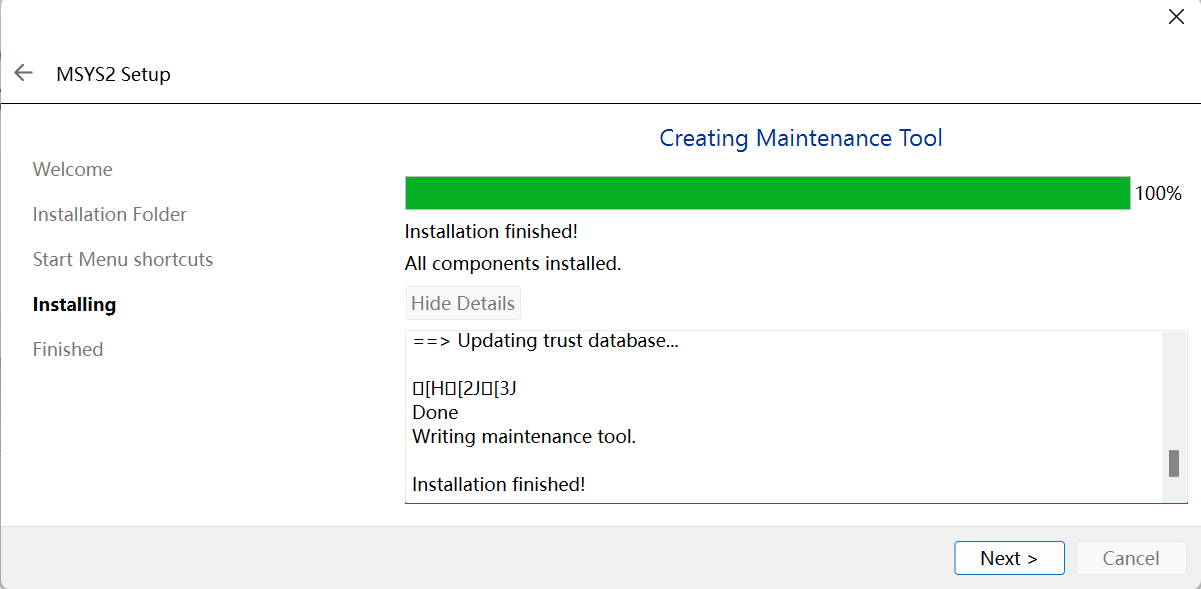 MSYS2 Setup
Welcome
Installation Folder
Start Menu shortcuts
Installing
Finished
Creating Maintenance Tool
100%
Installation finished!
All components installed.
Hide Details
==> Updating trust database...
▯[H▯[2J▯[3J
Done
Writing maintenance tool.
Installation finished!
Next >
Cancel